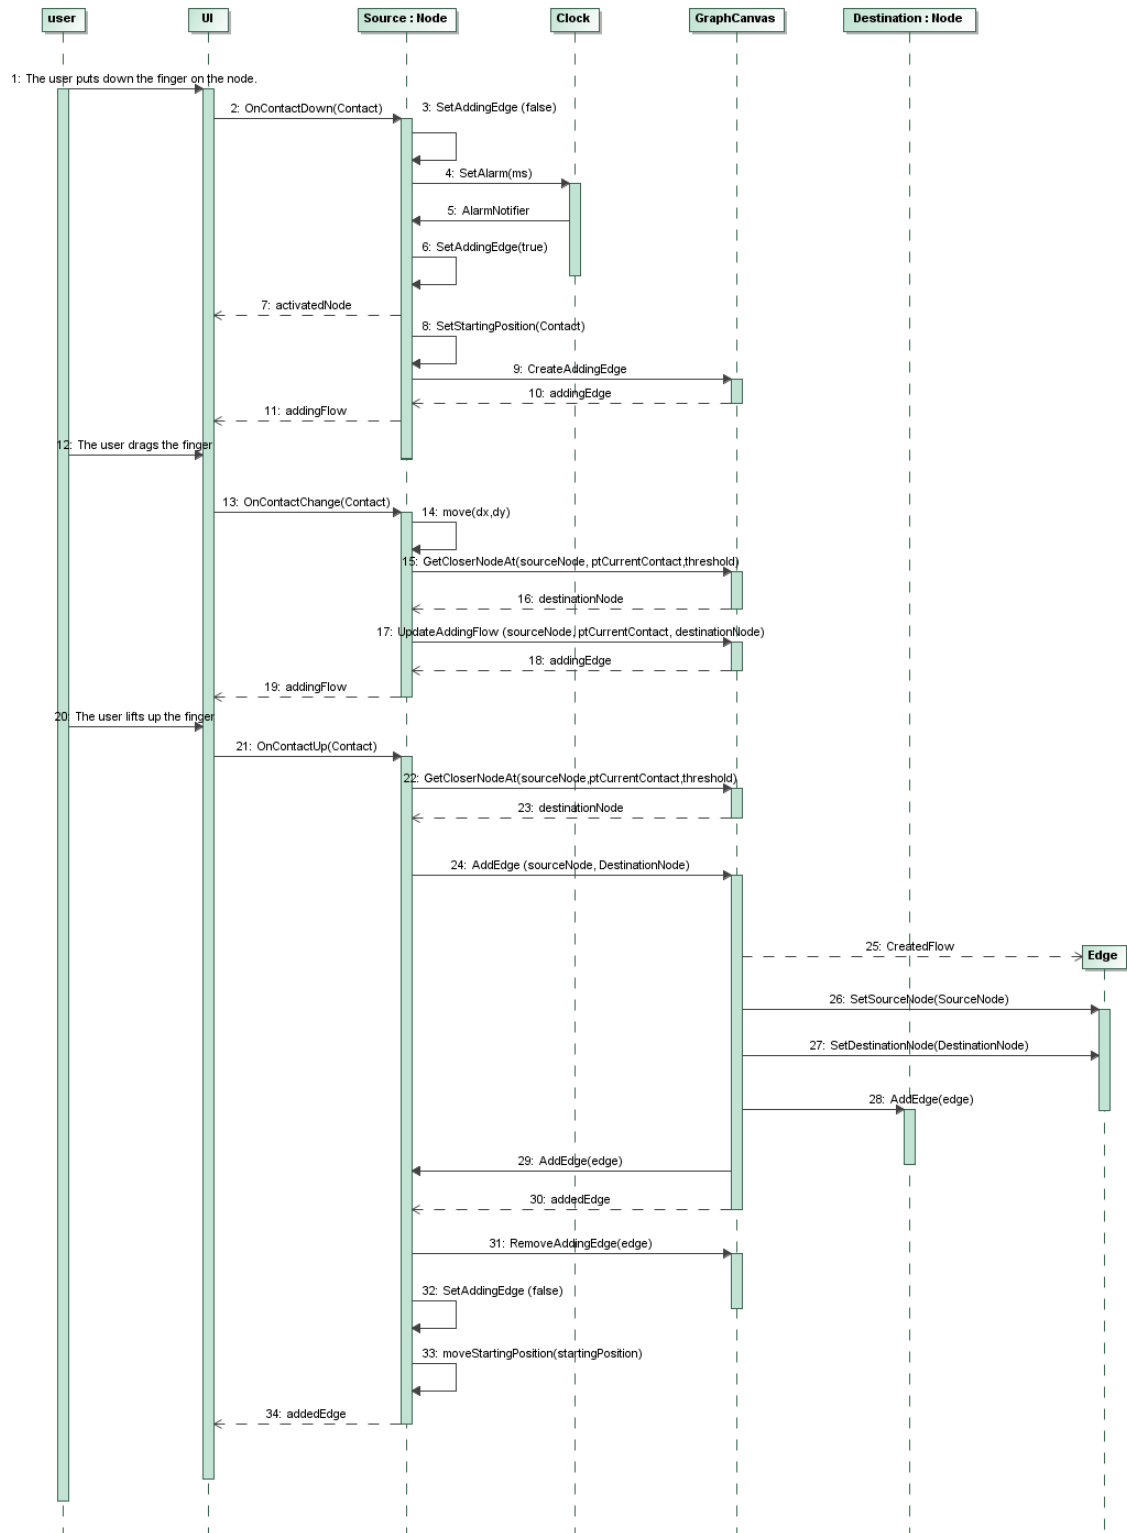 user
UI
Source : Node
Clock
GraphCanvas
Destination : Node
1: The user puts down the finger on the node.
2: OnContactDown(Contact)
3: SetAddingEdge (false)
4: SetAlarm(ms)
5: AlarmNotifier
6: SetAddingEdge(true)
7: activatedNode
8: SetStartingPosition(Contact)
9: CreateAddingEdge
10: addingEdge
11: addingFlow
12: The user drags the finger
13: OnContactChange(Contact)
14: move(dx,dy)
15: GetCloserNodeAt(sourceNode, ptCurrentContact,threshold)
16: destinationNode
17: UpdateAddingFlow (sourceNode, ptCurrentContact, destinationNode)
18: addingEdge
19: addingFlow
20: The user lifts up the finger
21: OnContactUp(Contact)
22: GetCloserNodeAt(sourceNode,ptCurrentContact,threshold)
23: destinationNode
24: AddEdge (sourceNode, DestinationNode)
25: CreatedFlow
Edge
26: SetSourceNode(SourceNode)
27: SetDestinationNode(DestinationNode)
28: AddEdge(edge)
29: AddEdge(edge)
30: addedEdge
31: RemoveAddingEdge(edge)
32: SetAddingEdge (false)
33: moveStartingPosition(startingPosition)
34: addedEdge